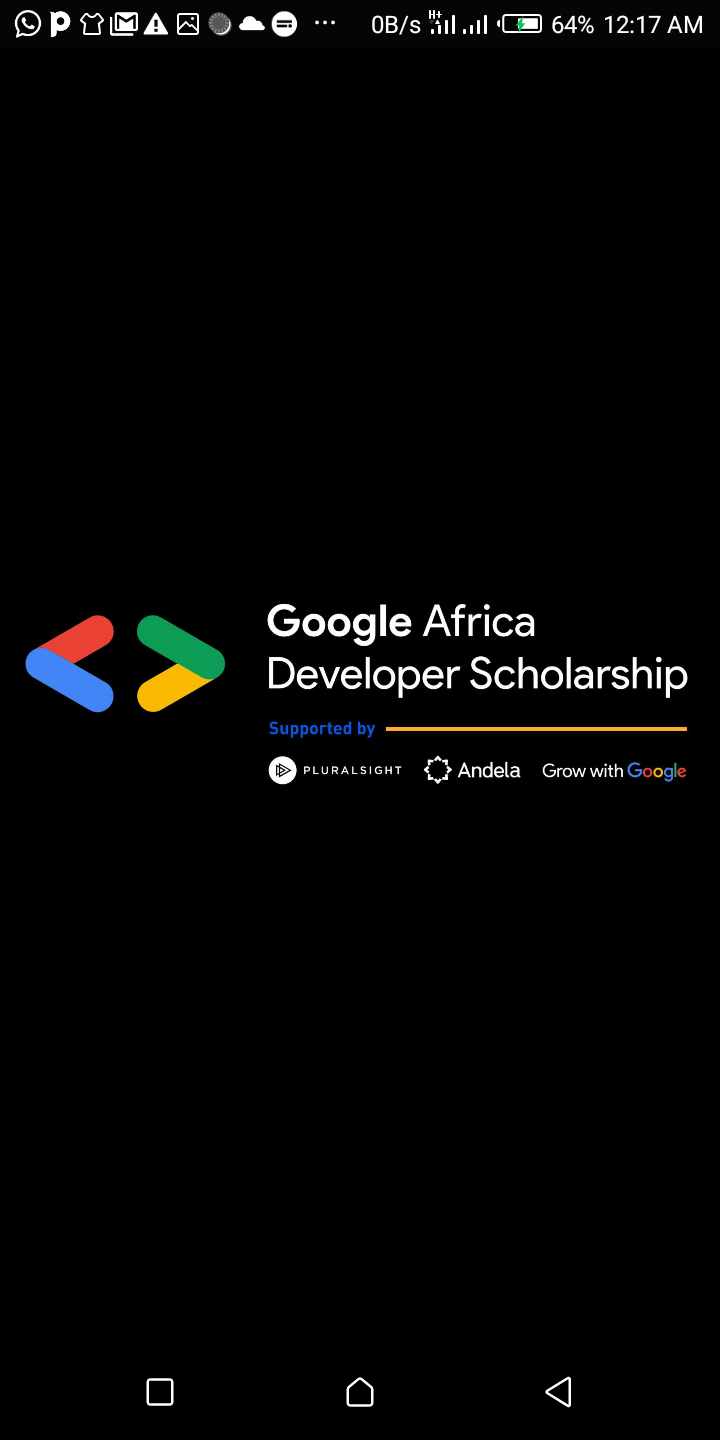 0B/s H+ 64% 12:17 AM
Google Africa
Developer Scholarship
Supported by
PLURALSIGHT Andela Grow with Google